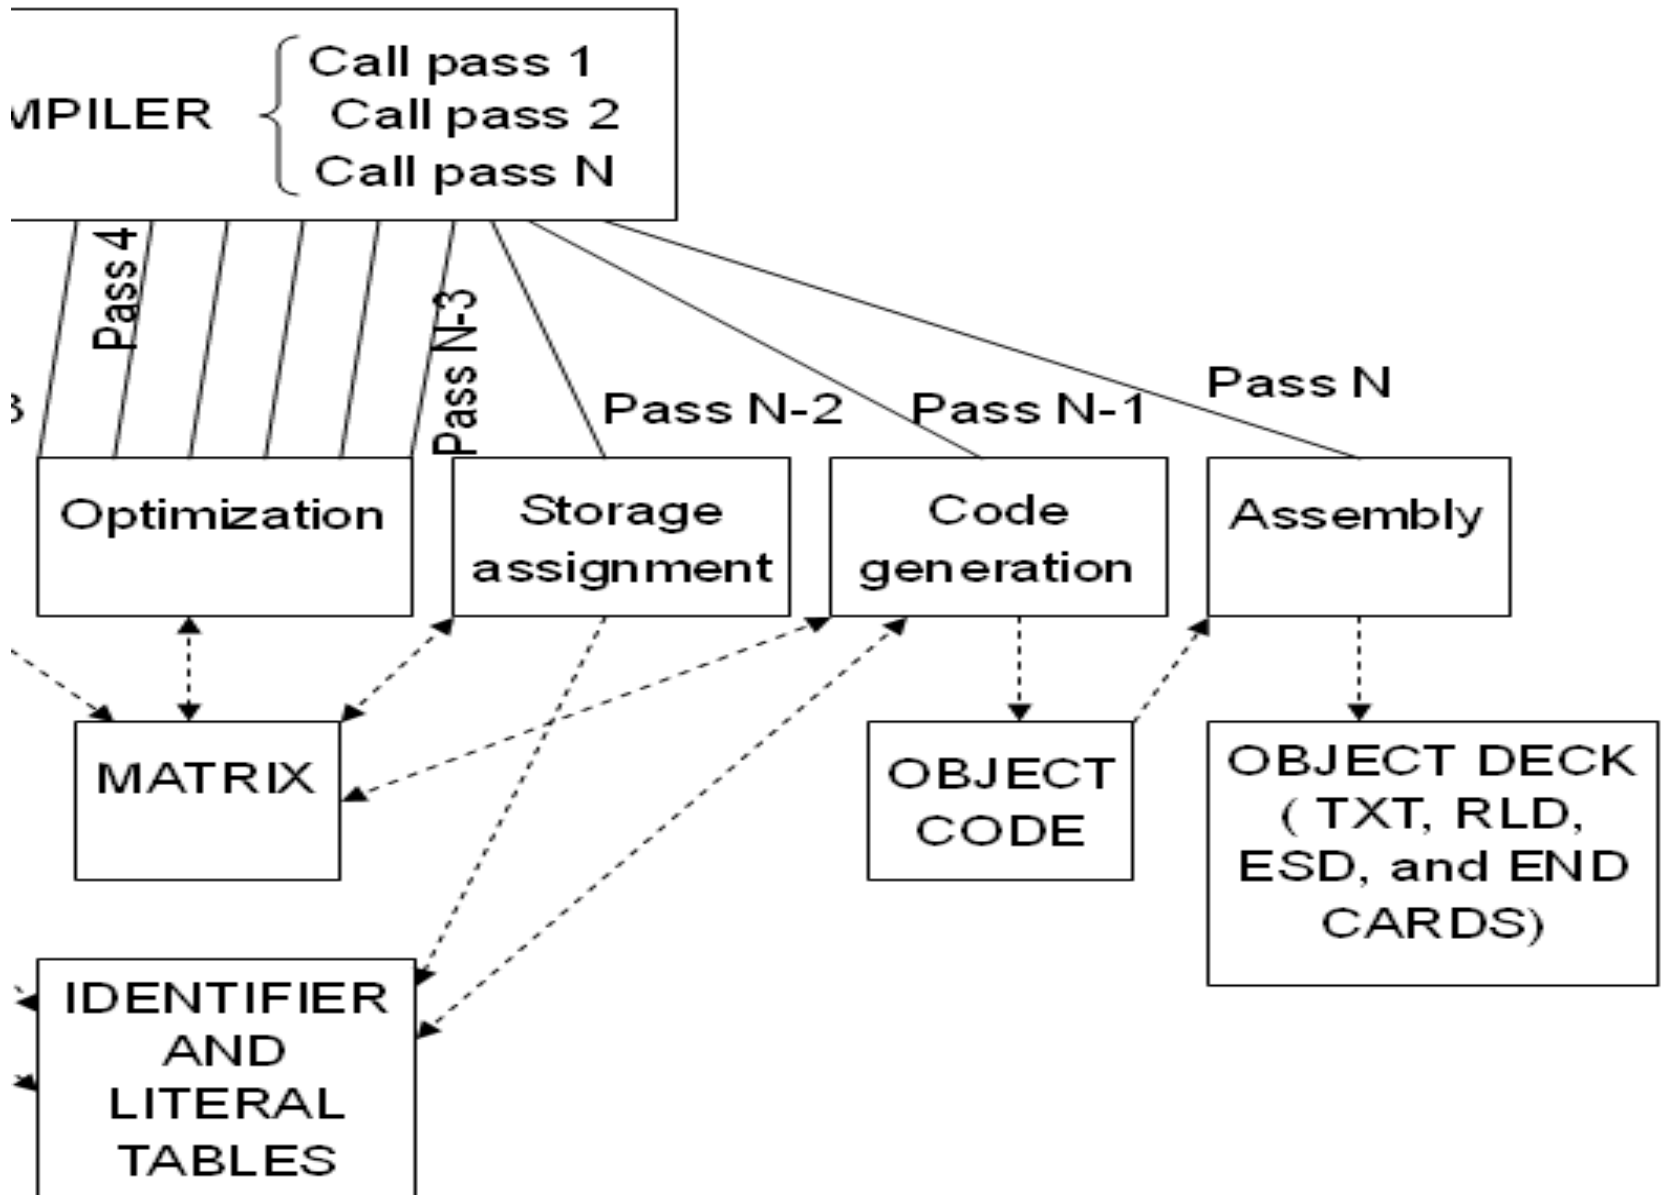 Call pass 1
MPILER
Call pass 2
Call pass N
Pass 4
Pass N-3
3
Pass N-2
Pass N-1
Pass N
Optimization
Storage
assignment
Code
generation
Assembly
MATRIX
OBJECT
CODE
OBJECT DECK
( TXT, RLD,
ESD, and END
CARDS)
IDENTIFIER
AND
LITERAL
TABLES